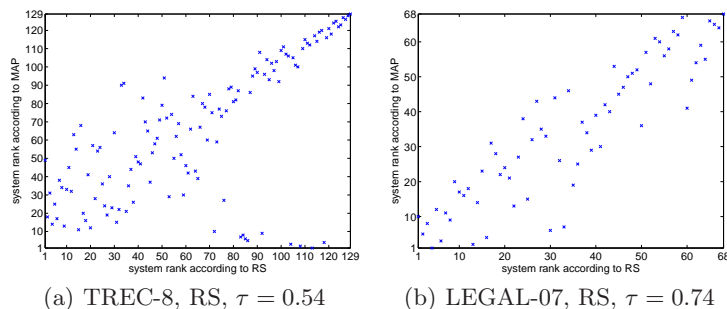 129
120
110
100
90
80
70
60
50
40
30
20
10
1
system rank according to MAP
1 10 20 30 40 50 60 70 80 90 100 110 120 129
system rank according to RS
(a) TREC-8, RS, τ = 0.54
68
60
50
40
30
20
10
1
system rank according to MAP
1 10 20 30 40 50 60 68
system rank according to RS
(b) LEGAL-07, RS, τ = 0.74